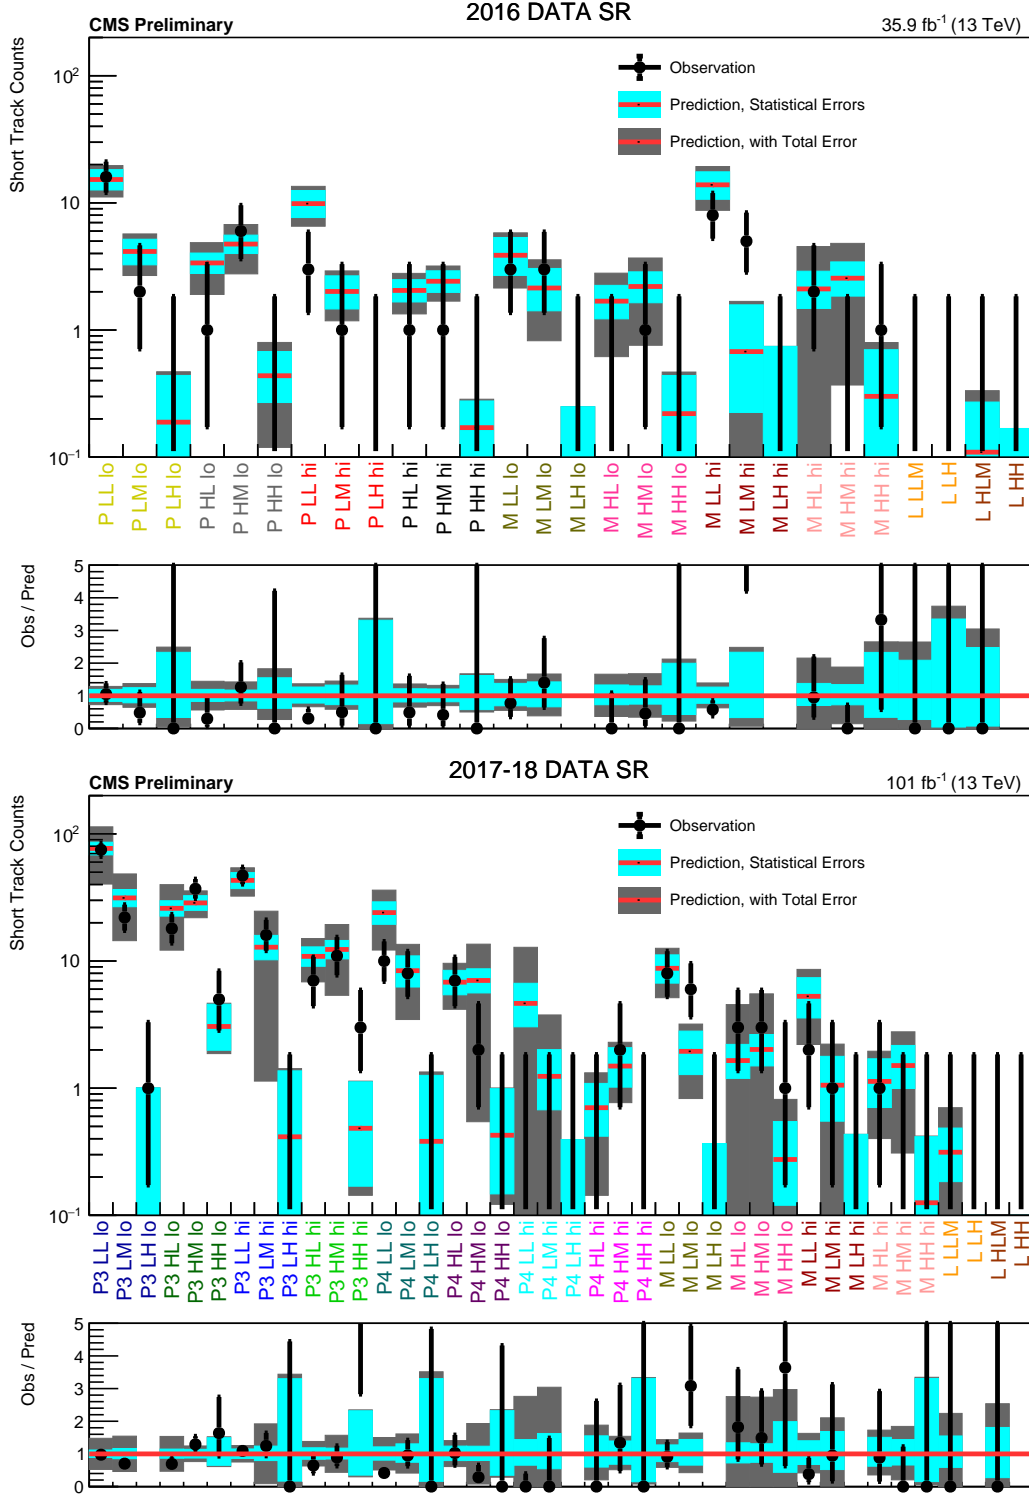 2016 DATA SR
CMS Preliminary
35.9 fb⁻¹ (13 TeV)
Short Track Counts
10²
10
1
10⁻¹
Observation
Prediction, Statistical Errors
Prediction, with Total Error
P LL lo
P LM lo
P LH lo
P HL lo
P HM lo
P HH lo
P LL hi
P LM hi
P LH hi
P HL hi
P HM hi
P HH hi
M LL lo
M LM lo
M LH lo
M HL lo
M HM lo
M HH lo
M LL hi
M LM hi
M LH hi
M HL hi
M HM hi
M HH hi
L LLM
L LH
L HLM
L HH
Obs / Pred
5
4
3
2
1
0
2017-18 DATA SR
CMS Preliminary
101 fb⁻¹ (13 TeV)
Short Track Counts
10²
10
1
10⁻¹
Observation
Prediction, Statistical Errors
Prediction, with Total Error
P3 LL lo
P3 LM lo
P3 LH lo
P3 HL lo
P3 HM lo
P3 HH lo
P3 LL hi
P3 LM hi
P3 LH hi
P3 HL hi
P3 HM hi
P3 HH hi
P4 LL lo
P4 LM lo
P4 LH lo
P4 HL lo
P4 HM lo
P4 HH lo
P4 LL hi
P4 LM hi
P4 LH hi
P4 HL hi
P4 HM hi
P4 HH hi
M LL lo
M LM lo
M LH lo
M HL lo
M HM lo
M HH lo
M LL hi
M LM hi
M LH hi
M HL hi
M HM hi
M HH hi
L LLM
L LH
L HLM
L HH
Obs / Pred
5
4
3
2
1
0